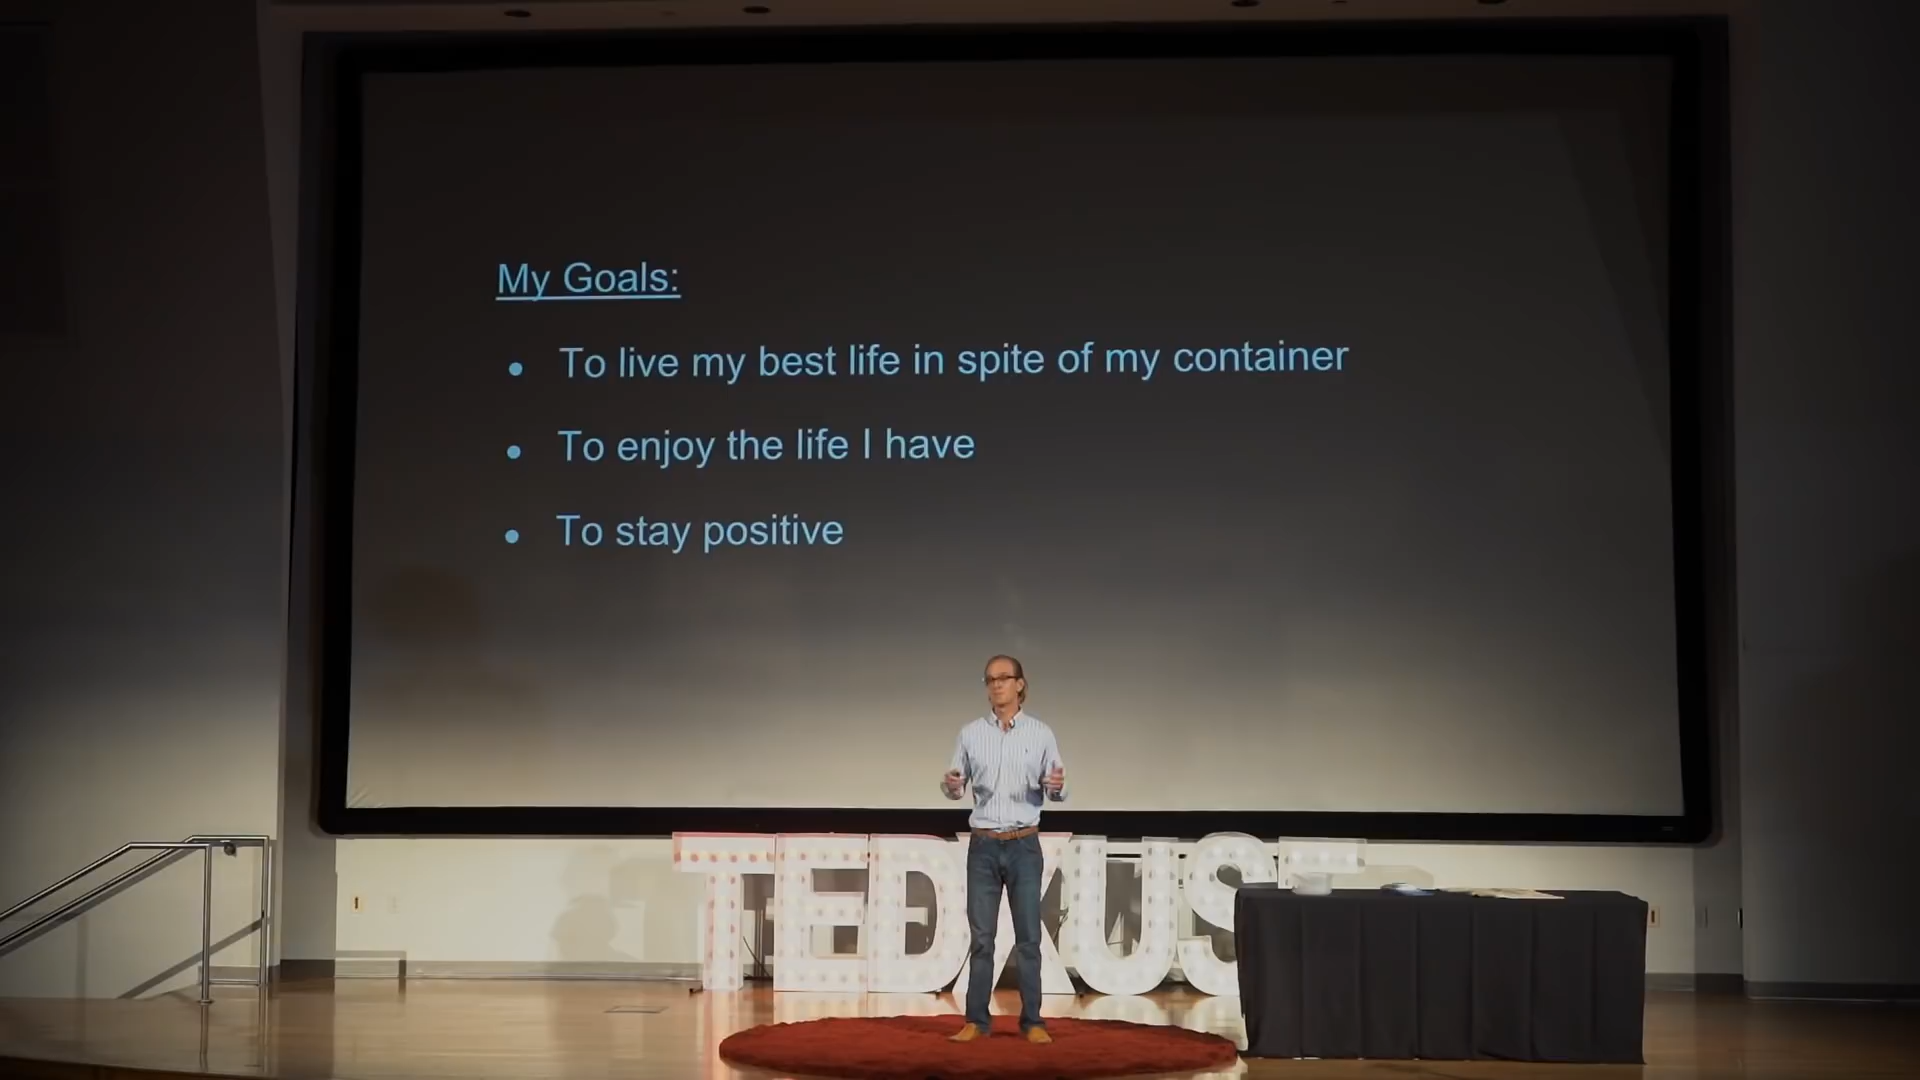 My Goals:
To live my best life in spite of my container
To enjoy the life I have
To stay positive
TEDXUST